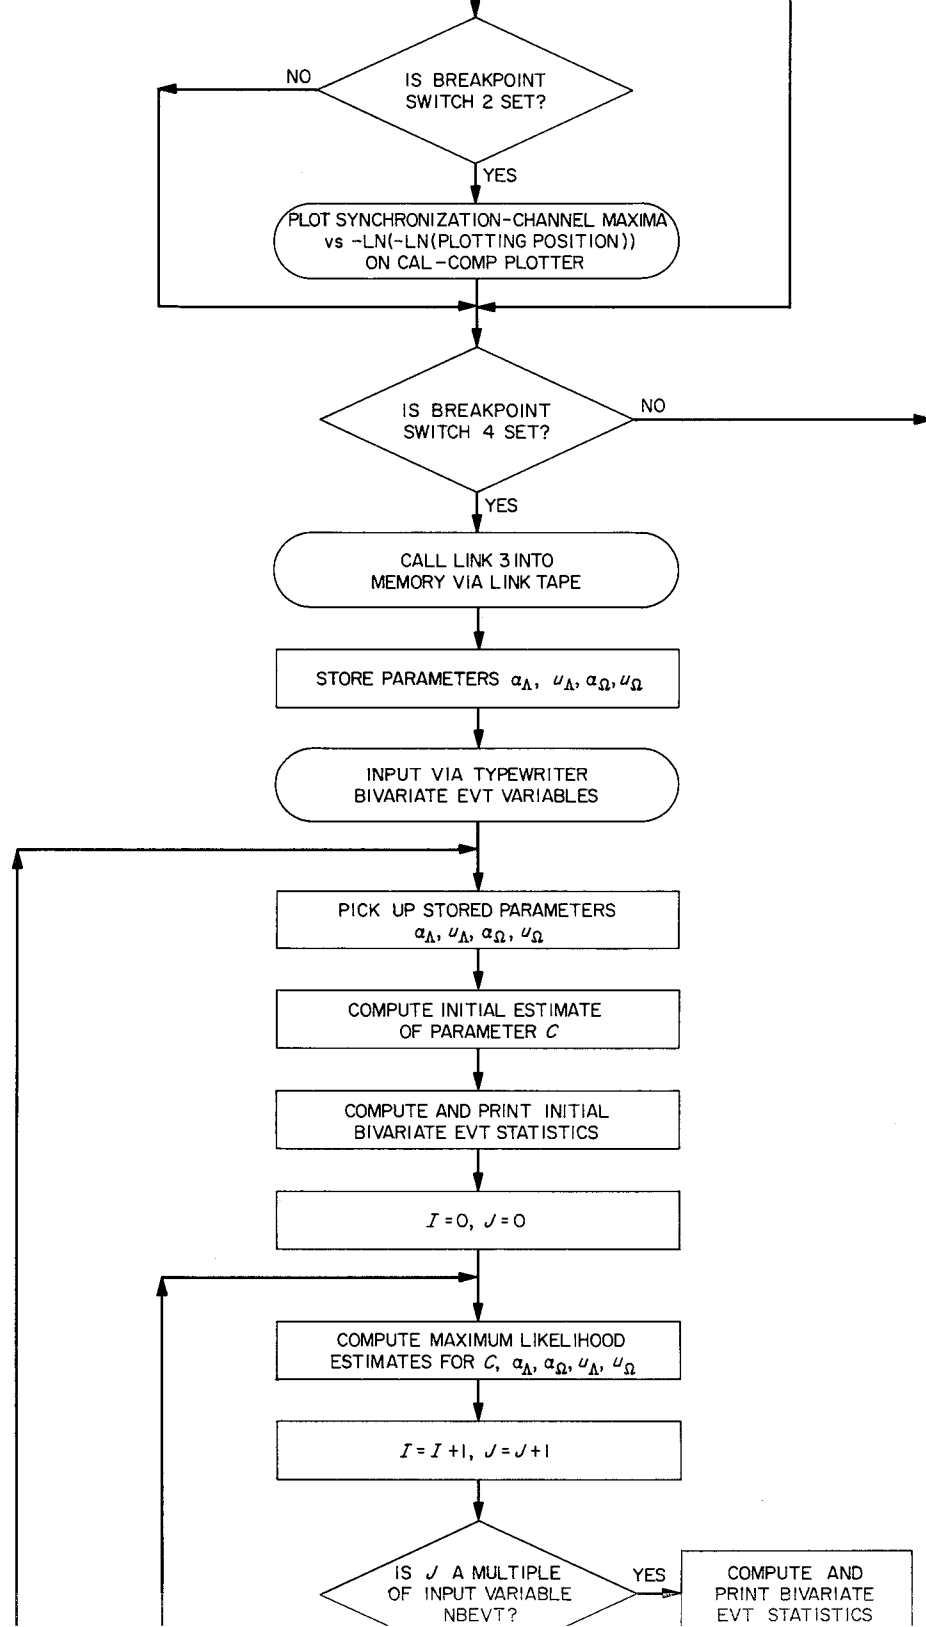 IS BREAKPOINT
SWITCH 2 SET?
NO
YES
PLOT SYNCHRONIZATION-CHANNEL MAXIMA
vs -LN(-LN(PLOTTING POSITION))
ON CAL-COMP PLOTTER
IS BREAKPOINT
SWITCH 4 SET?
NO
YES
CALL LINK 3 INTO
MEMORY VIA LINK TAPE
STORE PARAMETERS α_Λ, u_Λ, α_Ω, u_Ω
INPUT VIA TYPEWRITER
BIVARIATE EVT VARIABLES
PICK UP STORED PARAMETERS
α_Λ, u_Λ, α_Ω, u_Ω
COMPUTE INITIAL ESTIMATE
OF PARAMETER C
COMPUTE AND PRINT INITIAL
BIVARIATE EVT STATISTICS
I=0, J=0
COMPUTE MAXIMUM LIKELIHOOD
ESTIMATES FOR C, α_Λ, α_Ω, u_Λ, u_Ω
I=I+1, J=J+1
IS J A MULTIPLE
OF INPUT VARIABLE
NBEVT?
YES
COMPUTE AND
PRINT BIVARIATE
EVT STATISTICS